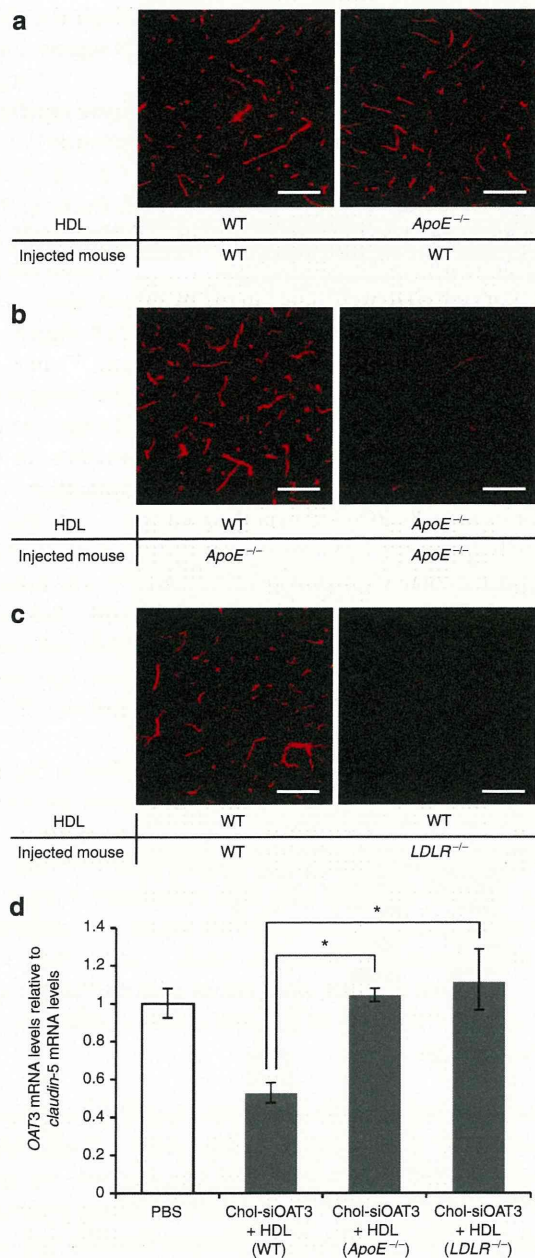 a
HDL WT ApoE−/−
Injected mouse WT WT
b
HDL WT ApoE−/−
Injected mouse ApoE−/− ApoE−/−
c
HDL WT WT
Injected mouse WT LDLR−/−
d
OAT3 mRNA levels relative to
claudin-5 mRNA levels
1.4
1.2
1
0.8
0.6
0.4
0.2
0
*
*
PBS
Chol-siOAT3
+ HDL
(WT)
Chol-siOAT3
+ HDL
(ApoE−/−)
Chol-siOAT3
+ HDL
(LDLR−/−)